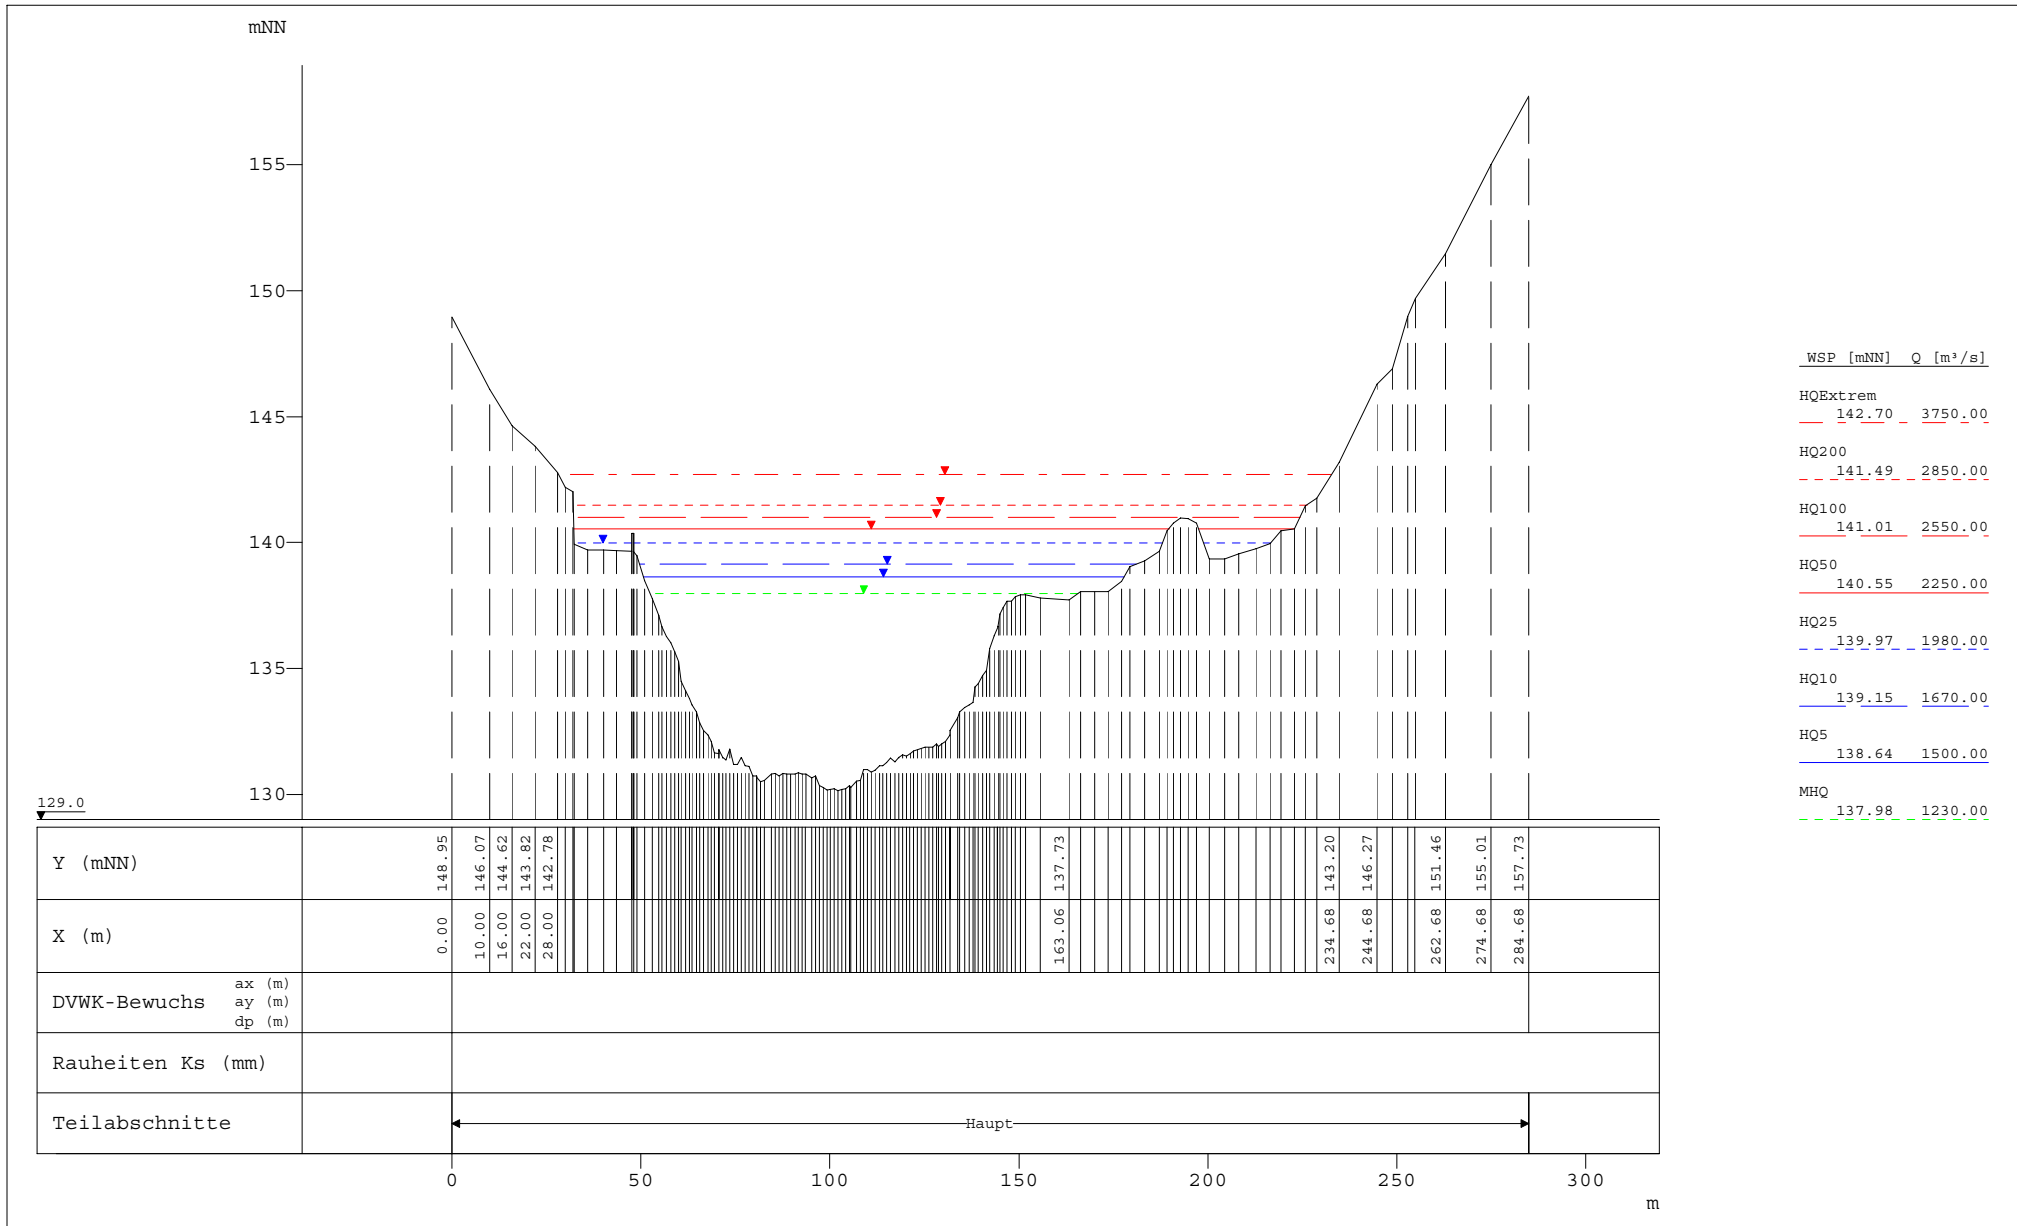 mNN
155
150
145
140
135
130
129.0
WSP [mNN] Q [m³/s]
HQExtrem
142.70 3750.00
HQ200
141.49 2850.00
HQ100
141.01 2550.00
HQ50
140.55 2250.00
HQ25
139.97 1980.00
HQ10
139.15 1670.00
HQ5
138.64 1500.00
MHQ
137.98 1230.00
Y (mNN) 148.95 146.07 144.62 143.82 142.78 137.73 143.20 146.27 151.46 155.01 157.73
X (m) 0.00 10.00 16.00 22.00 28.00 163.06 234.68 244.68 262.68 274.68 284.68
DVWK-Bewuchs
ax (m)
ay (m)
dp (m)
Rauheiten Ks (mm)
Teilabschnitte Haupt
0 50 100 150 200 250 300
m